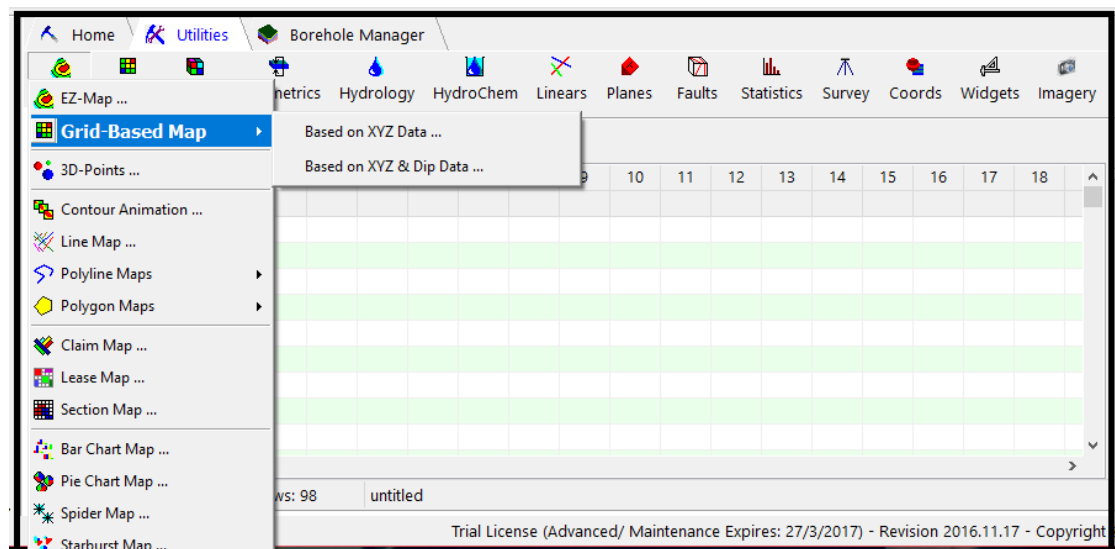 Home Utilities Borehole Manager
Hydrology HydroChem Linears Planes Faults Statistics Survey Coords Widgets Imagery
EZ-Map ...
Grid-Based Map
Based on XYZ Data ...
Based on XYZ & Dip Data ...
3D-Points ...
10 11 12 13 14 15 16 17 18
Contour Animation ...
Line Map ...
Polyline Maps
Polygon Maps
Claim Map ...
Lease Map ...
Section Map ...
Bar Chart Map ...
Pie Chart Map ...
ws: 98 untitled
Spider Map ...
Trial License (Advanced/ Maintenance Expires: 27/3/2017) - Revision 2016.11.17 - Copyright
Starburst Map ...